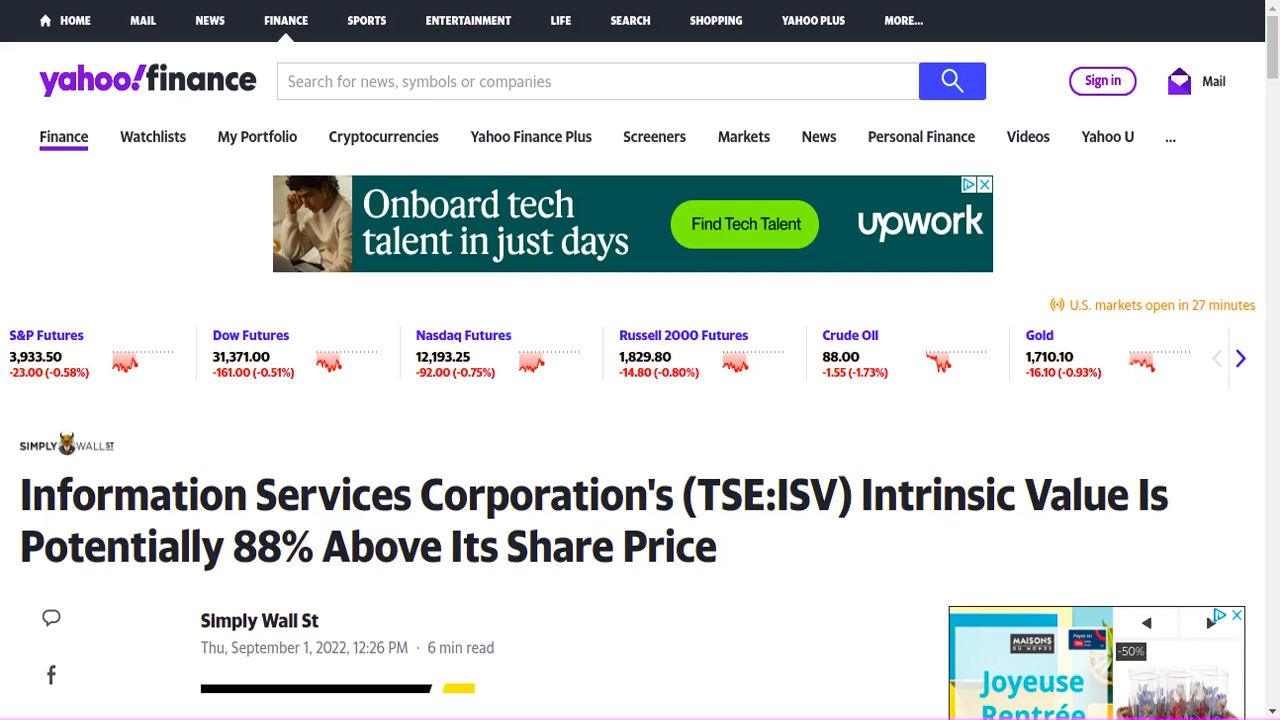 HOME MAIL NEWS FINANCE SPORTS ENTERTAINMENT LIFE SEARCH SHOPPING YAHOO PLUS MORE...
yahoo!finance
Search for news, symbols or companies
Sign in
Mail
Finance Watchlists My Portfolio Cryptocurrencies Yahoo Finance Plus Screeners Markets News Personal Finance Videos Yahoo U ...
Onboard tech
talent in just days
Find Tech Talent
upwork
U.S. markets open in 27 minutes
S&P Futures
3,933.50
-23.00 (-0.58%)
Dow Futures
31,371.00
-161.00 (-0.51%)
Nasdaq Futures
12,193.25
-92.00 (-0.75%)
Russell 2000 Futures
1,829.80
-14.80 (-0.80%)
Crude Oil
88.00
-1.55 (-1.73%)
Gold
1,710.10
-16.10 (-0.93%)
SIMPLY WALL ST
Information Services Corporation's (TSE:ISV) Intrinsic Value Is
Potentially 88% Above Its Share Price
Simply Wall St
Thu, September 1, 2022, 12:26 PM · 6 min read
MAISONS
DU MONDE
-50%
Joyeuse
Rentrée